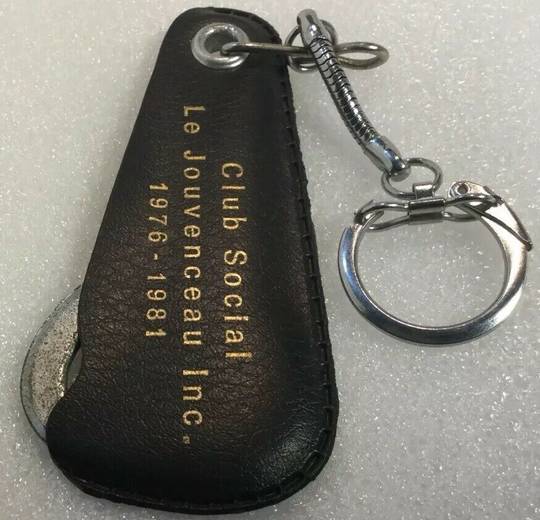 Club Social
Le Jouvenceau Inc.
1976-1981